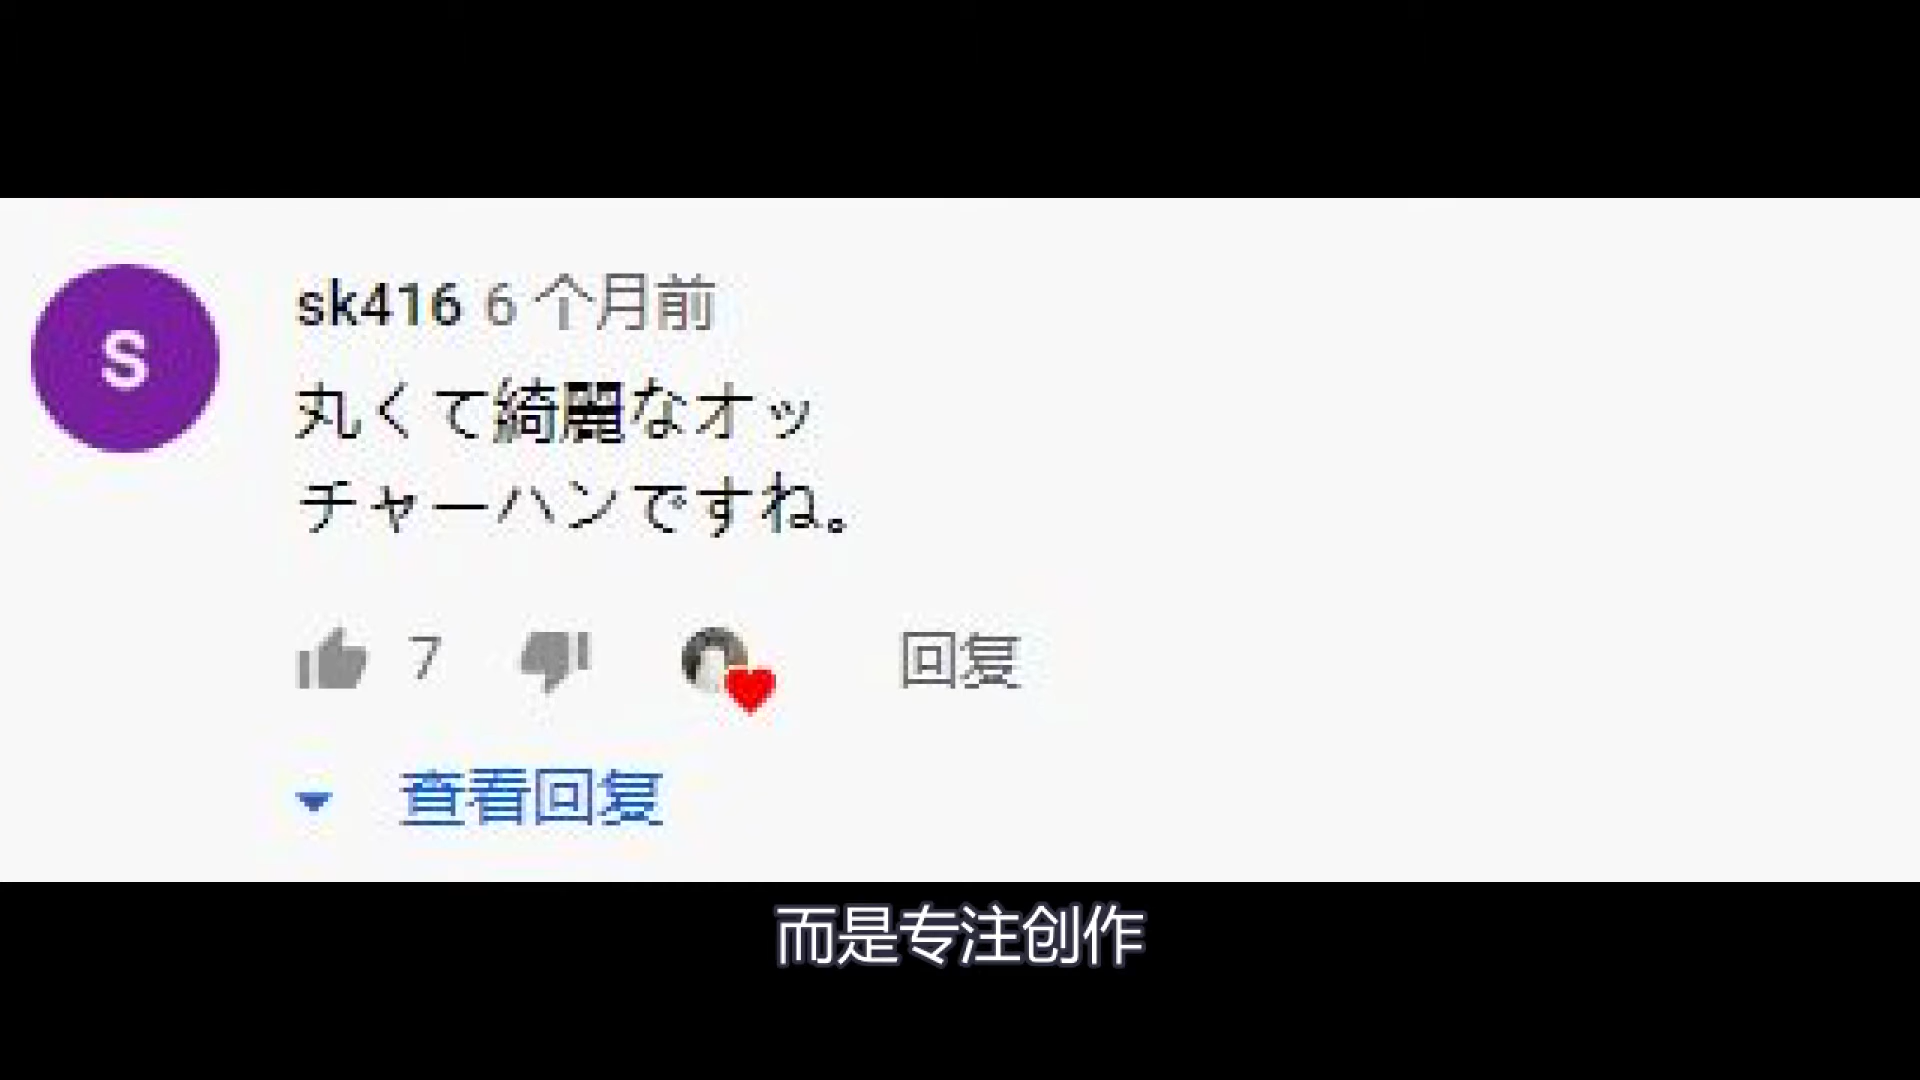 S
sk416 6 个月前
丸くて綺麗なオッ
チャーハンですね。
7 回复
查看回复
而是专注创作